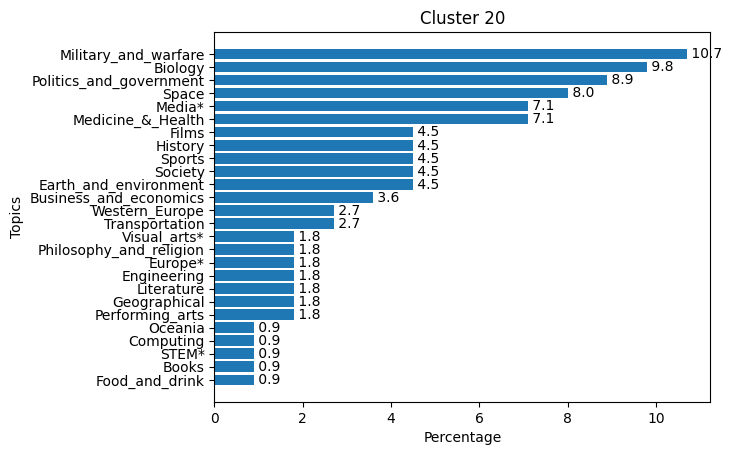 Cluster 20
Topics
Military_and_warfare 10.7
Biology 9.8
Politics_and_government 8.9
Space 8.0
Media* 7.1
Medicine_&_Health 7.1
Films 4.5
History 4.5
Sports 4.5
Society 4.5
Earth_and_environment 4.5
Business_and_economics 3.6
Western_Europe 2.7
Transportation 2.7
Visual_arts* 1.8
Philosophy_and_religion 1.8
Europe* 1.8
Engineering 1.8
Literature 1.8
Geographical 1.8
Performing_arts 1.8
Oceania 0.9
Computing 0.9
STEM* 0.9
Books 0.9
Food_and_drink 0.9
0 2 4 6 8 10
Percentage